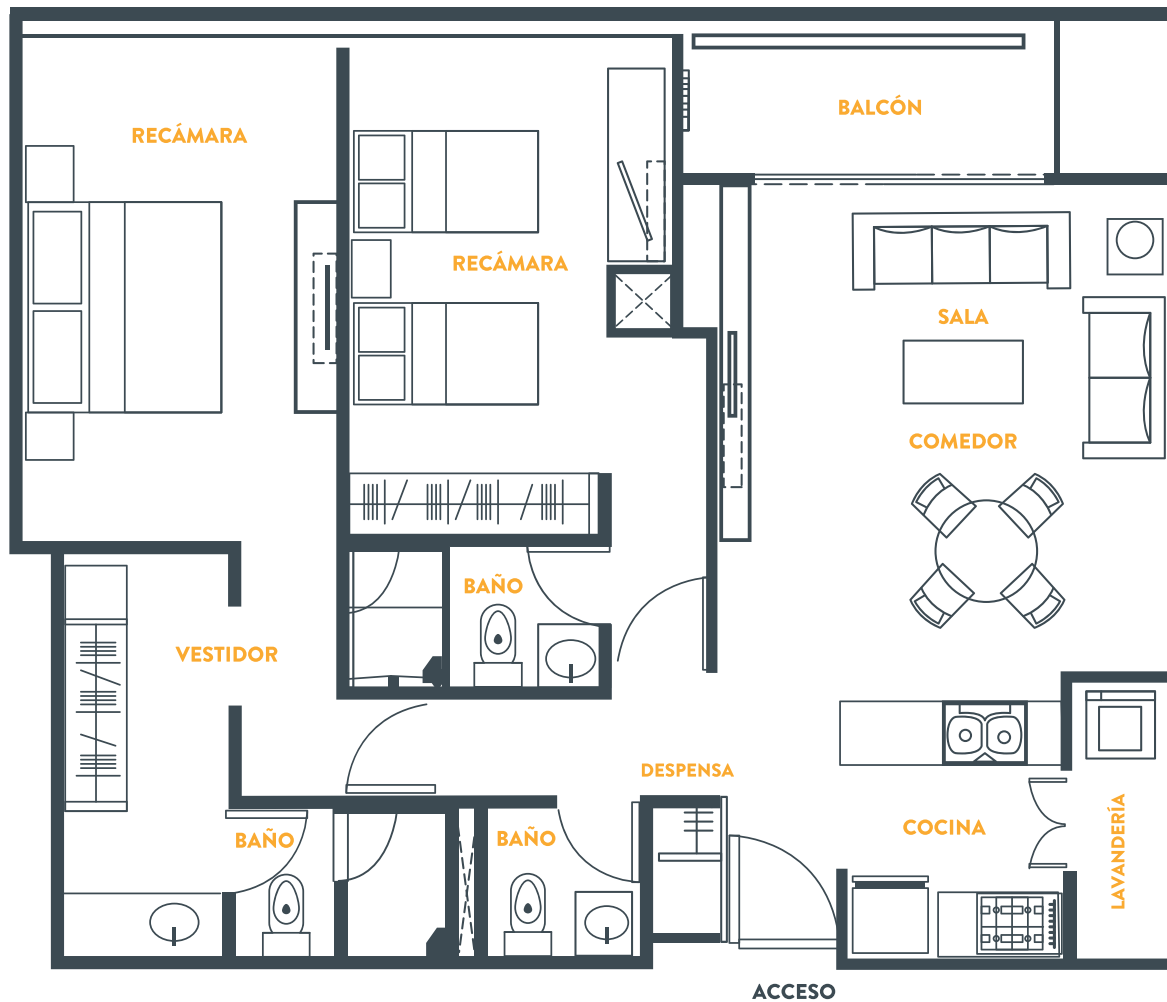 BALCÓN
RECÁMARA
RECÁMARA
SALA
COMEDOR
BAÑO
VESTIDOR
DESPENSA
COCINA
LAVANDERÍA
BAÑO
BAÑO
ACCESO